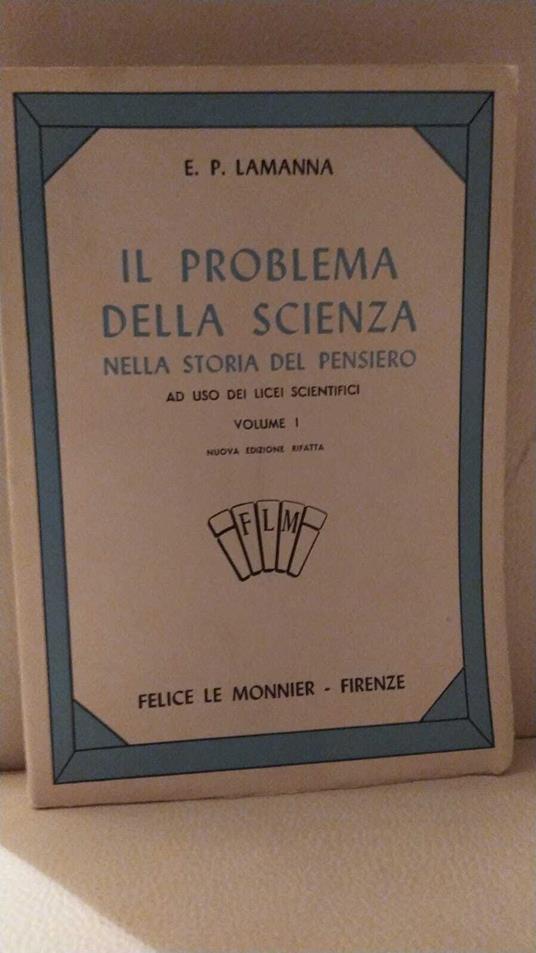 E. P. LAMANNA
IL PROBLEMA
DELLA SCIENZA
NELLA STORIA DEL PENSIERO
AD USO DEI LICEI SCIENTIFICI
VOLUME I
NUOVA EDIZIONE RIFATTA
FLM
FELICE LE MONNIER - FIRENZE